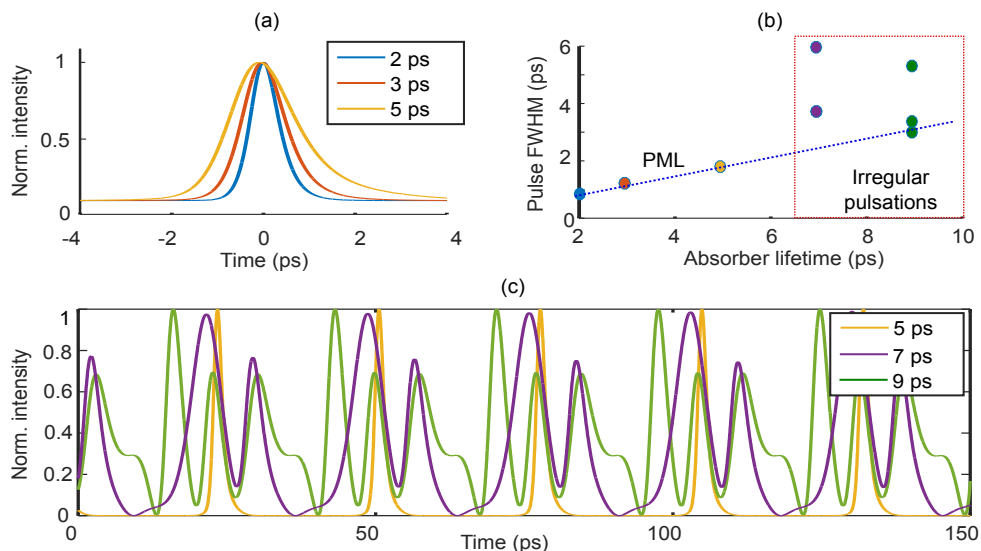 (a)
Norm. intensity
1
0.5
0
-4
-2
0
2
4
Time (ps)
2 ps
3 ps
5 ps
(b)
Pulse FWHM (ps)
6
4
2
0
2
4
6
8
10
Absorber lifetime (ps)
PML
Irregular
pulsations
(c)
Norm. intensity
1
0.8
0.6
0.4
0.2
0
0
50
100
150
Time (ps)
5 ps
7 ps
9 ps